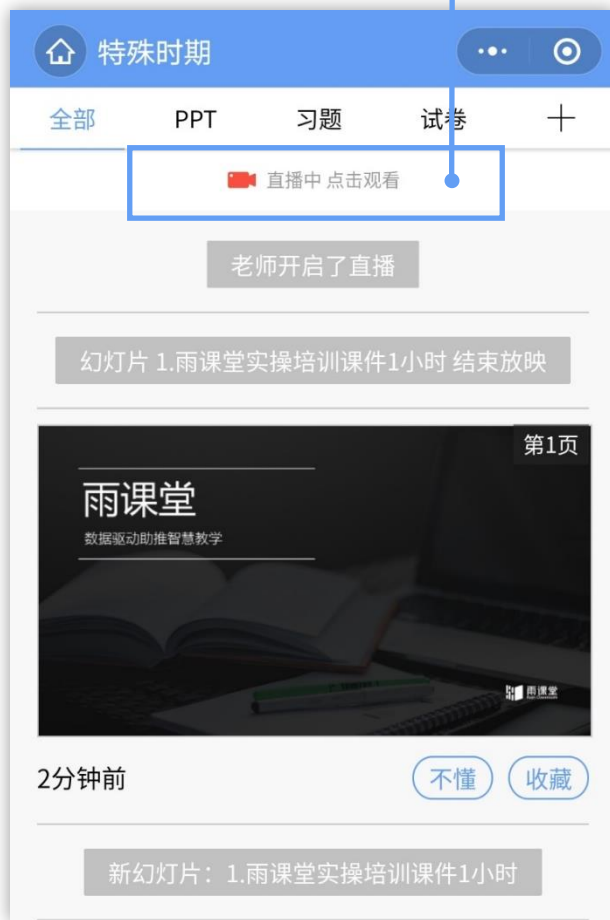 特殊时期
全部 PPT 习题 试卷
直播中 点击观看
老师开启了直播
幻灯片 1.雨课堂实操培训课件1小时 结束放映
第1页
雨课堂
数据驱动助推智慧教学
雨课堂
2分钟前 不懂 收藏
新幻灯片：1.雨课堂实操培训课件1小时